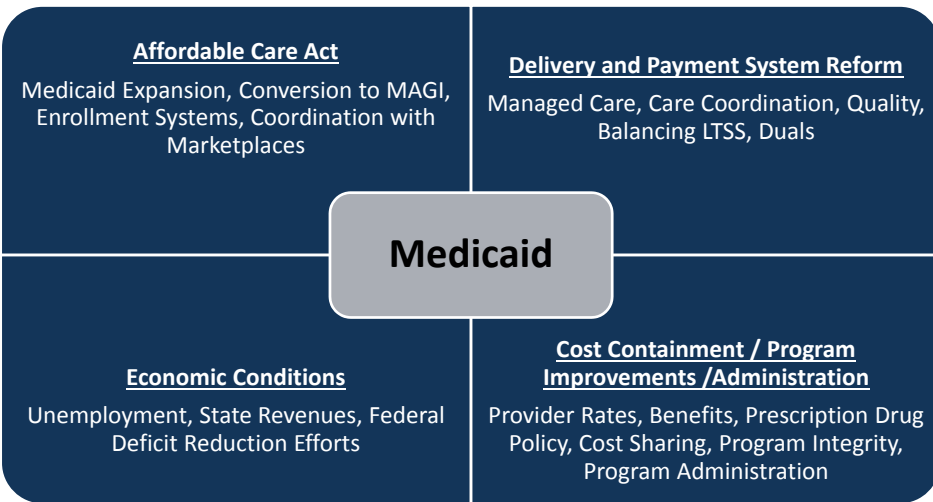 Affordable Care Act
Medicaid Expansion, Conversion to MAGI,
Enrollment Systems, Coordination with
Marketplaces
Delivery and Payment System Reform
Managed Care, Care Coordination, Quality,
Balancing LTSS, Duals
Medicaid
Economic Conditions
Unemployment, State Revenues, Federal
Deficit Reduction Efforts
Cost Containment / Program
Improvements /Administration
Provider Rates, Benefits, Prescription Drug
Policy, Cost Sharing, Program Integrity,
Program Administration